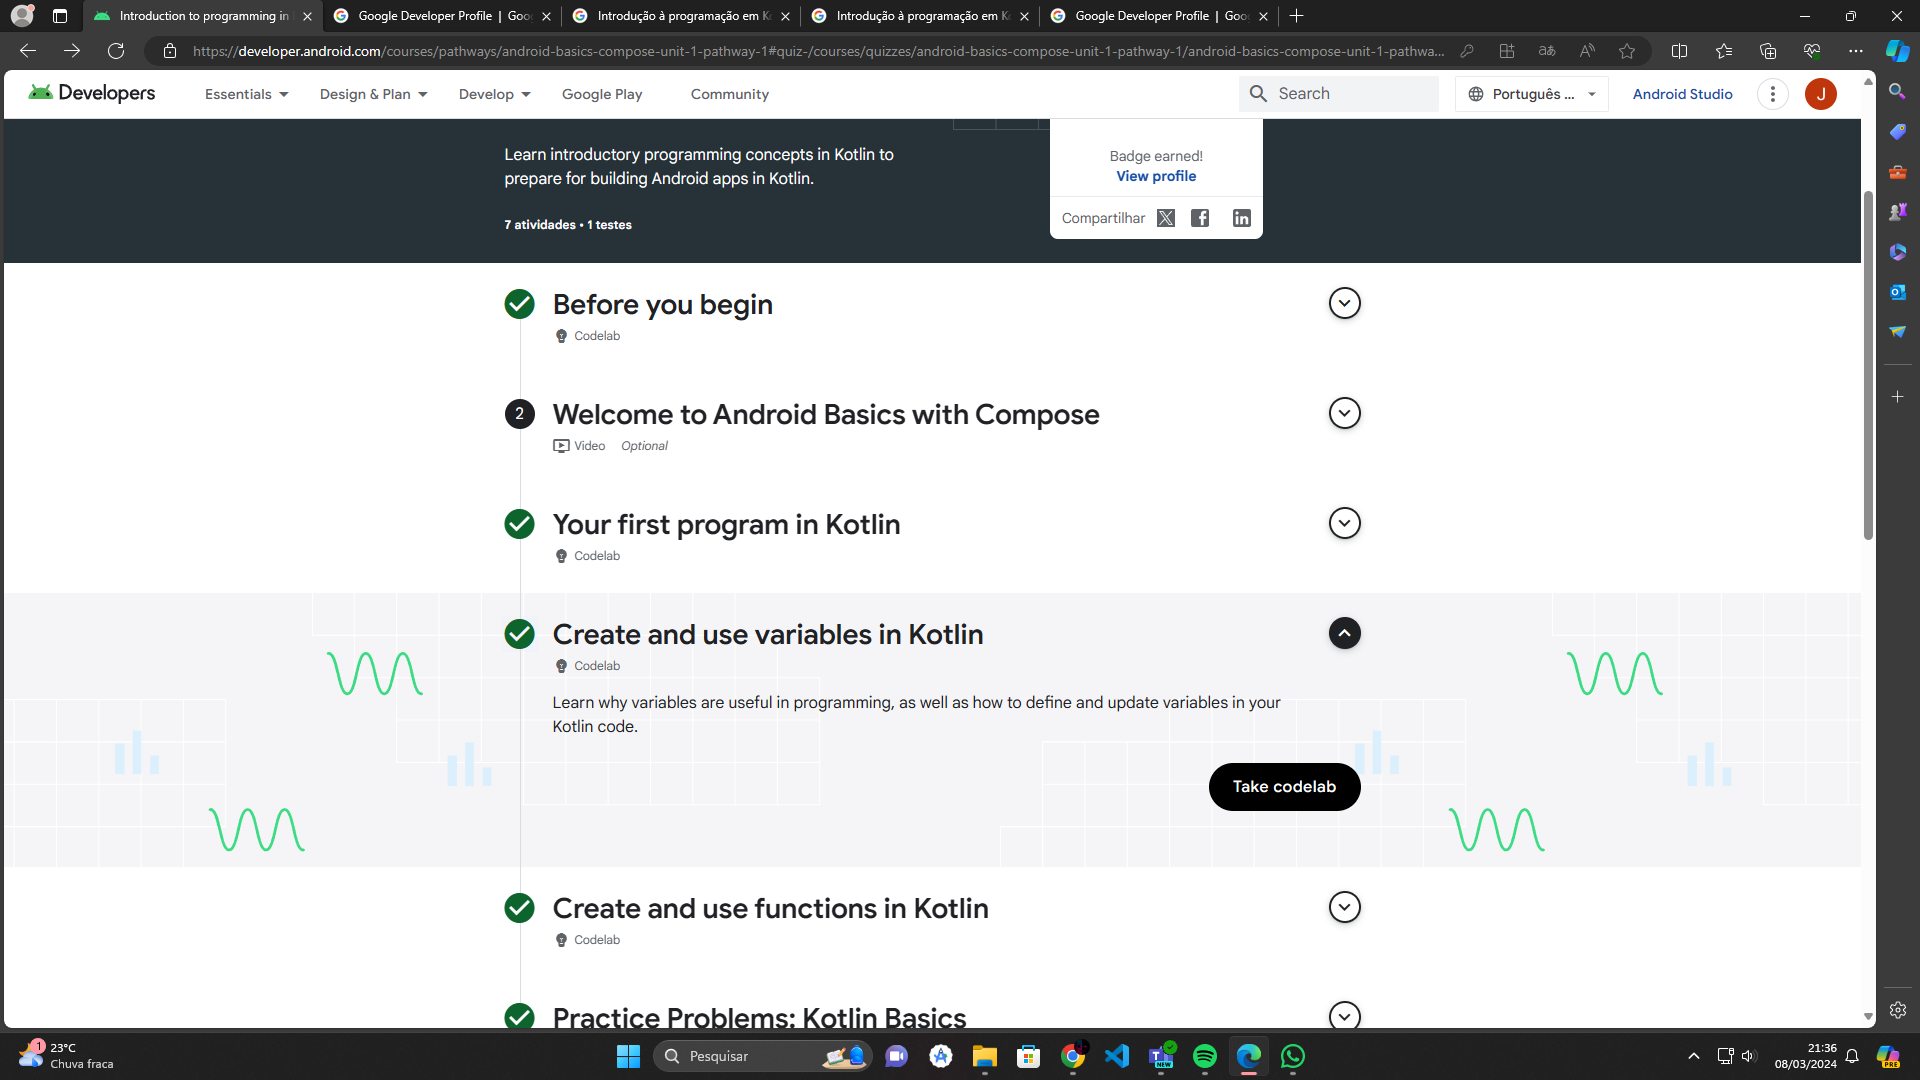 Introduction to programming in
Google Developer Profile | Goo
Introdução à programação em Ko
Introdução à programação em Ko
Google Developer Profile | Goo
https://developer.android.com/courses/pathways/android-basics-compose-unit-1-pathway-1#quiz-/courses/quizzes/android-basics-compose-unit-1-pathway-1/android-basics-compose-unit-1-pathwa...
Developers
Essentials
Design & Plan
Develop
Google Play
Community
Search
Português ...
Android Studio
J
Learn introductory programming concepts in Kotlin to
prepare for building Android apps in Kotlin.
7 atividades • 1 testes
Badge earned!
View profile
Compartilhar
Before you begin
Codelab
2
Welcome to Android Basics with Compose
Video Optional
Your first program in Kotlin
Codelab
Create and use variables in Kotlin
Codelab
Learn why variables are useful in programming, as well as how to define and update variables in your
Kotlin code.
Take codelab
Create and use functions in Kotlin
Codelab
Practice Problems: Kotlin Basics
1
23°C
Chuva fraca
Pesquisar
NEW
21:36
08/03/2024
PRE